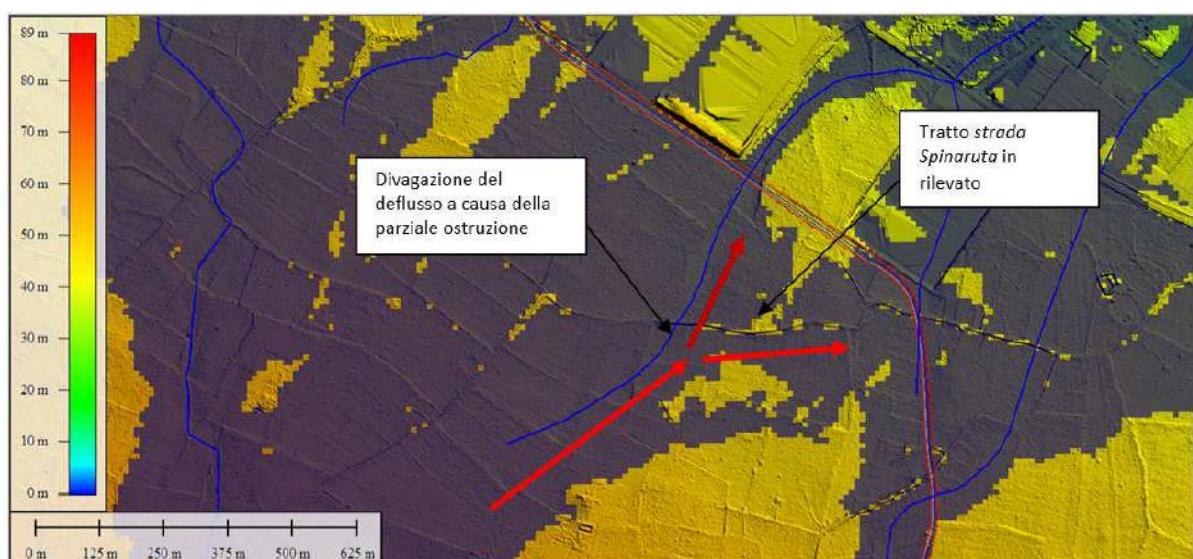 89 m
80 m
70 m
60 m
50 m
40 m
30 m
20 m
10 m
0 m
Divagazione del
deflusso a causa della
parziale ostruzione
Tratto strada
Spinaruta in
rilevato
0 m 125 m 250 m 375 m 500 m 625 m